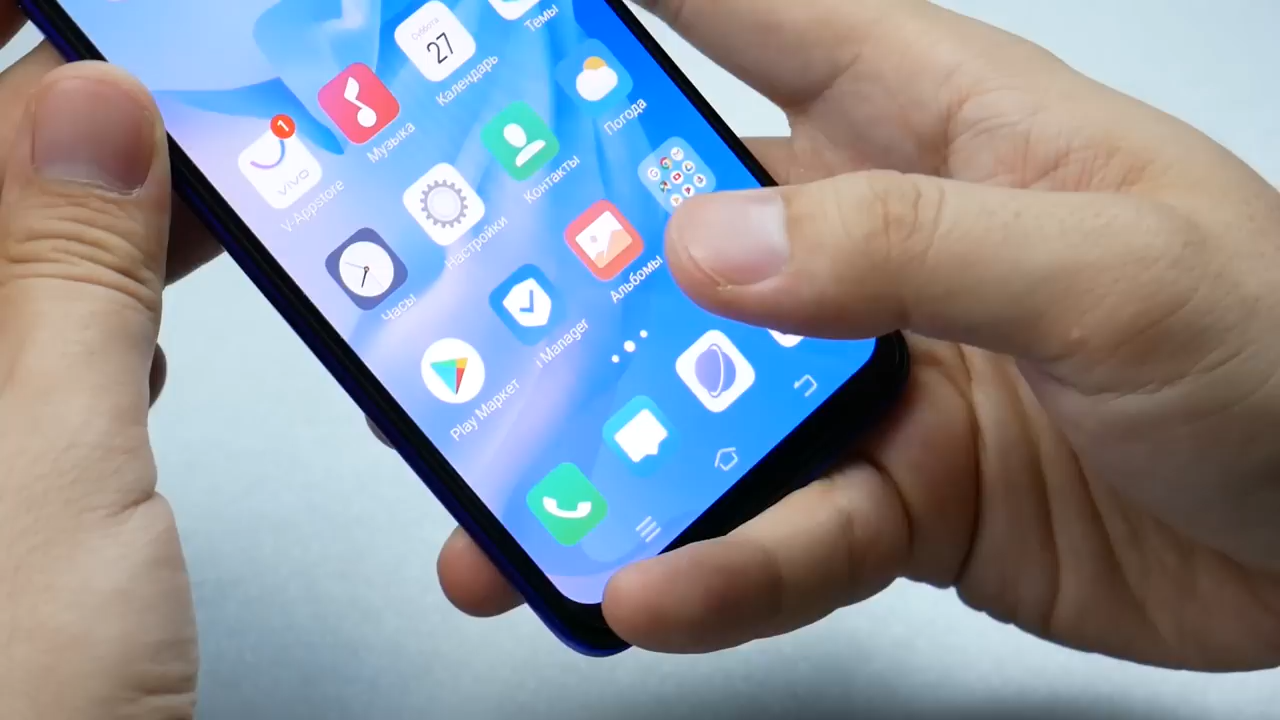 Темы
Суббота
27
Календарь
Погода
Музыка
Контакты
1
vivo
V-Appstore
Настройки
Альбомы
Часы
i Manager
Play Маркет